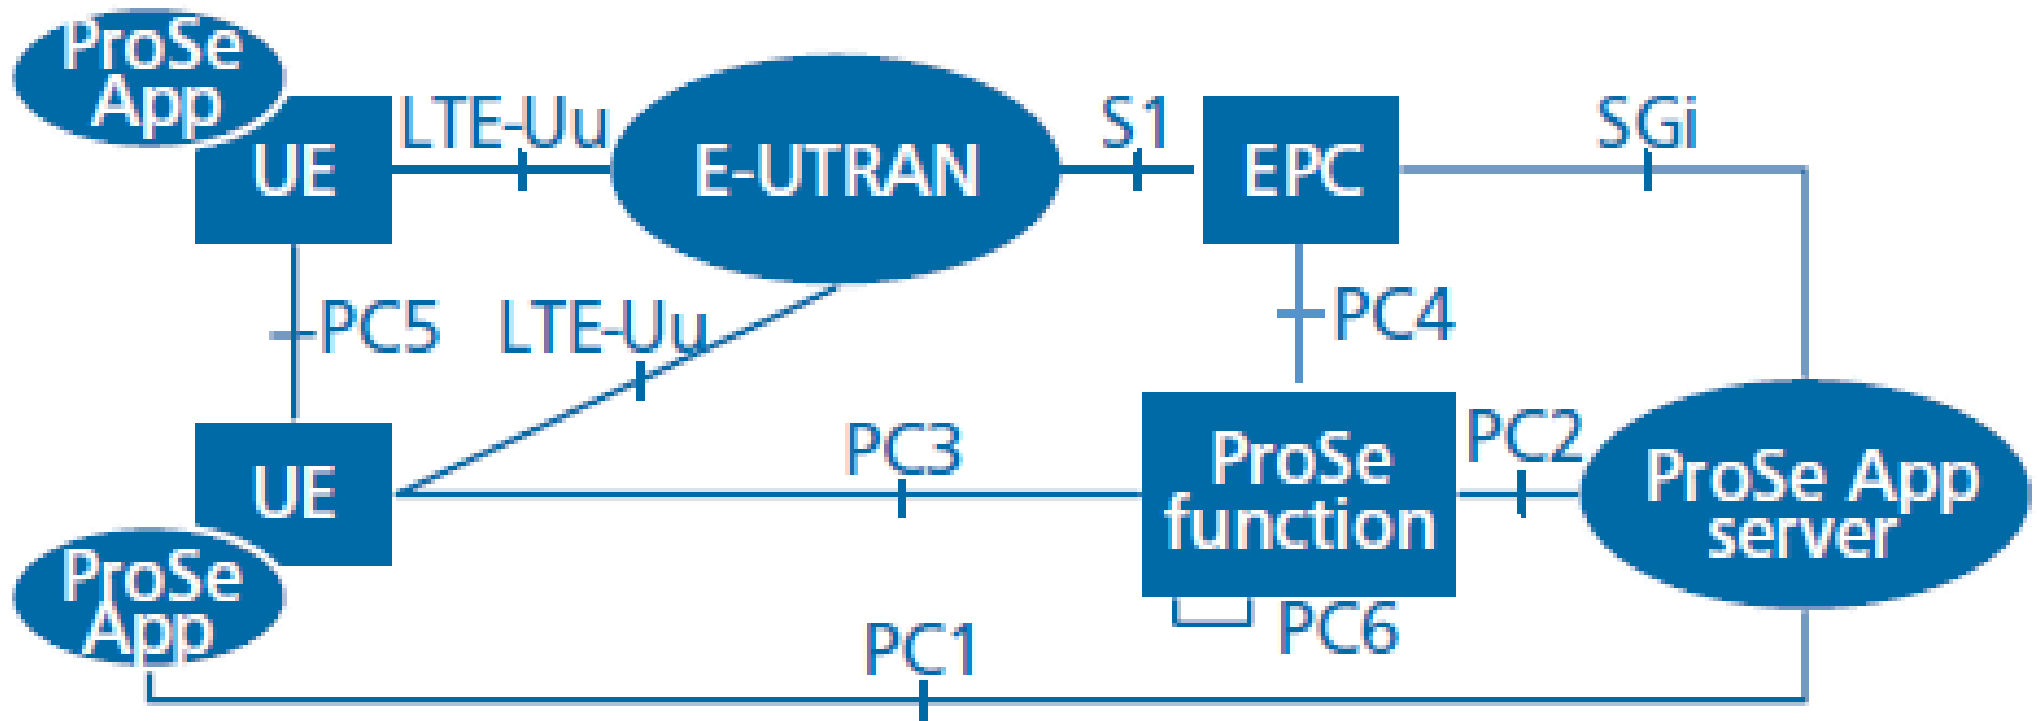 ProSe
App
UE
LTE-Uu
E-UTRAN
S1
EPC
SGi
PC5
LTE-Uu
PC4
UE
PC3
ProSe
function
PC2
ProSe App
server
ProSe
App
PC6
PC1